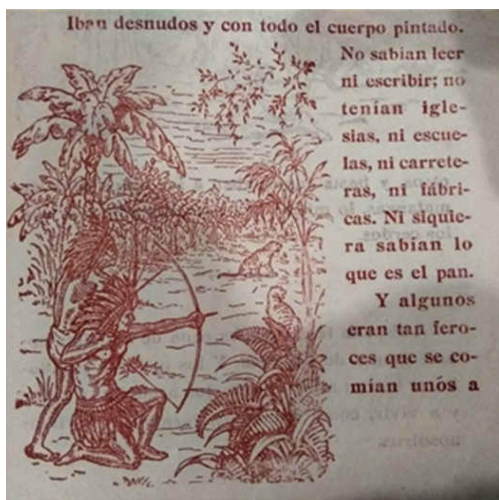 Iban desnudos y con todo el cuerpo pintado.
No sabian leer
ni escribir; no
tenían igle-
sias, ni escue-
las, ni carrete-
ras, ni fábri-
cas. Ni siquie-
ra sabían lo
que es el pan.
Y algunos
eran tan fero-
ces que se co-
mían unos a